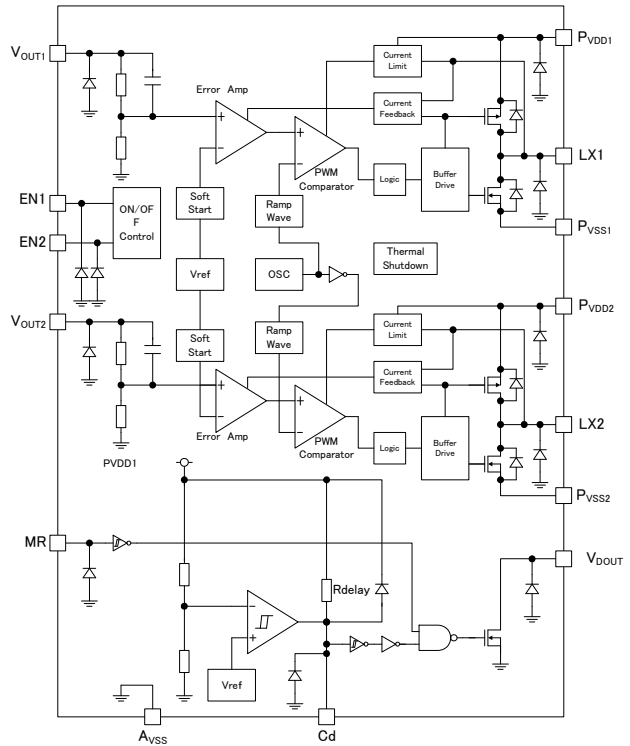 PVDD1
VOUT1
Current
Limit
Error Amp
Current
Feedback
+
-
+
-
PWM
Comparator
Logic
Buffer
Drive
LX1
EN1
ON/OF
F
Control
Soft
Start
Ramp
Wave
PVSS1
EN2
Vref
OSC
Thermal
Shutdown
PVDD2
VOUT2
Soft
Start
Ramp
Wave
Current
Limit
Current
Feedback
+
-
+
-
Error Amp
PWM
Comparator
Logic
Buffer
Drive
LX2
PVDD1
PVSS2
MR
VDOUT
Rdelay
-
+
Vref
AVSS
Cd